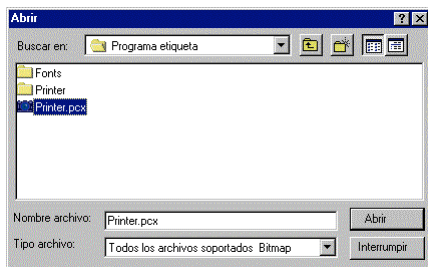 Abrir
Buscar en: Programa etiqueta
Fonts
Printer
Printer.pcx
Nombre archivo: Printer.pcx Abrir
Tipo archivo: Todos los archivos soportados Bitmap Interrumpir